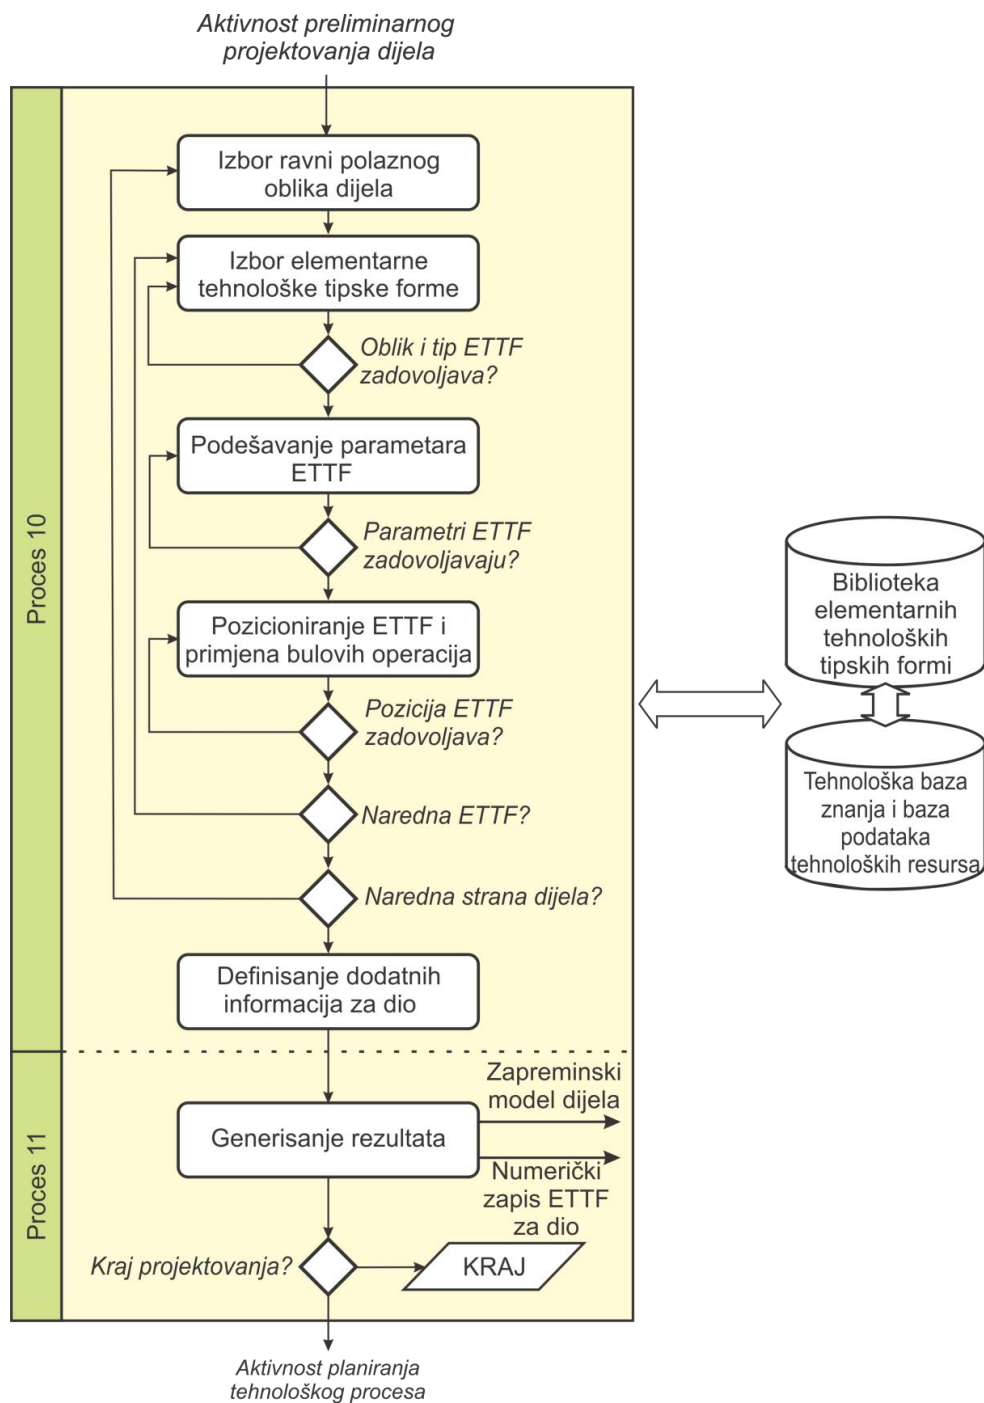 Aktivnost preliminarnog
projektovanja dijela
Proces 10
Izbor ravni polaznog
oblika dijela
Izbor elementarne
tehnološke tipske forme
Oblik i tip ETTF
zadovoljava?
Podešavanje parametara
ETTF
Parametri ETTF
zadovoljavaju?
Pozicioniranje ETTF i
primjena bulovih operacija
Pozicija ETTF
zadovoljava?
Naredna ETTF?
Naredna strana dijela?
Definisanje dodatnih
informacija za dio
Biblioteka
elementarnih
tehnoloških
tipskih formi
Tehnološka baza
znanja i baza
podataka
tehnoloških resursa
Proces 11
Generisanje rezultata
Zapreminski
model dijela
Numerički
zapis ETTF
za dio
Kraj projektovanja?
KRAJ
Aktivnost planiranja
tehnološkog procesa